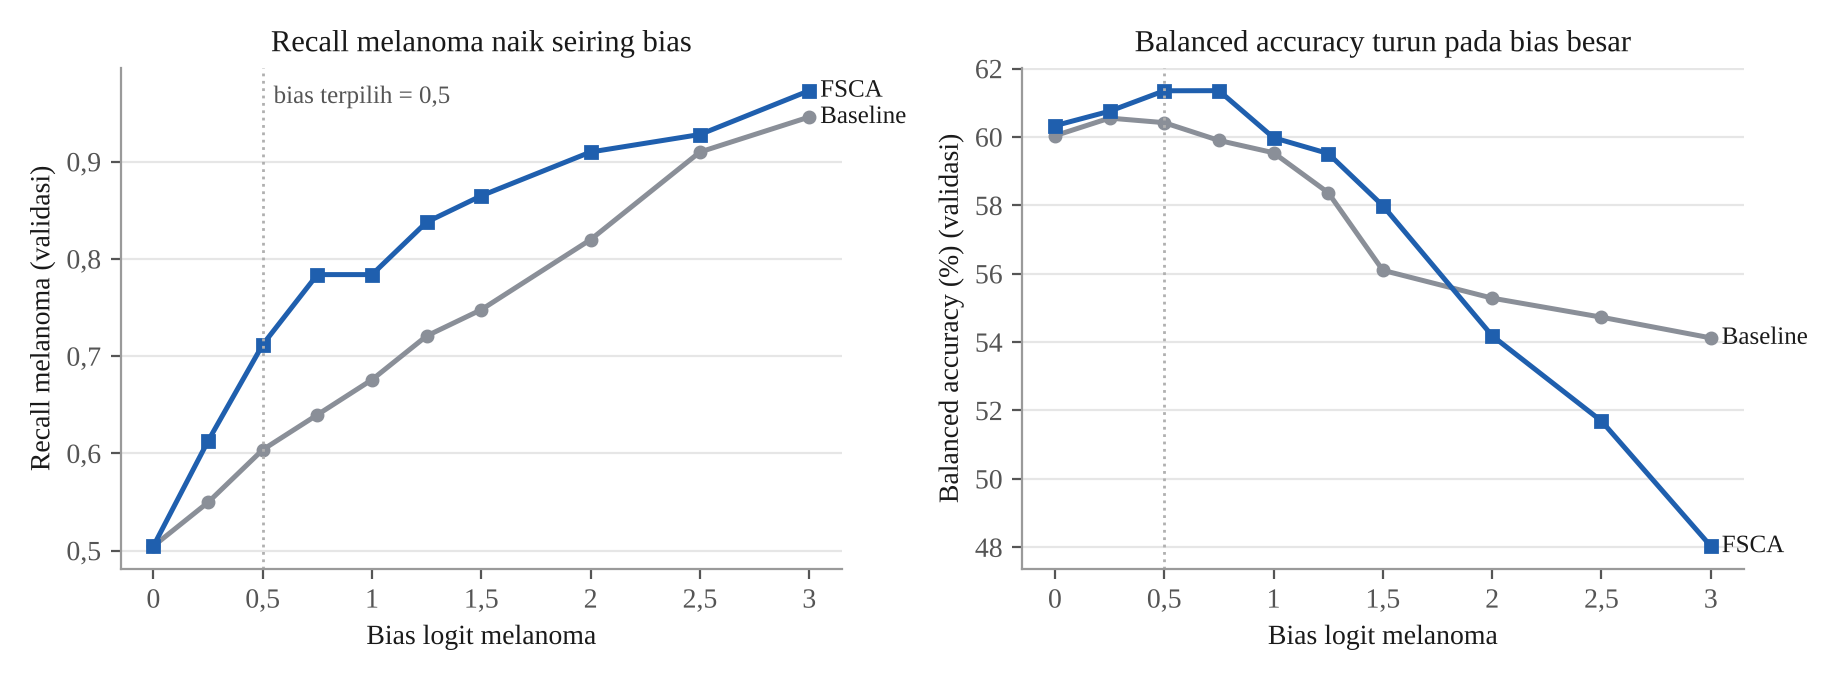 Recall melanoma naik seiring bias
bias terpilih = 0,5
FSCA
Baseline
Recall melanoma (validasi)
0,9
0,8
0,7
0,6
0,5
0
0,5
1
1,5
2
2,5
3
Bias logit melanoma
Balanced accuracy turun pada bias besar
Balanced accuracy (%) (validasi)
62
60
58
56
54
52
50
48
Baseline
FSCA
0
0,5
1
1,5
2
2,5
3
Bias logit melanoma